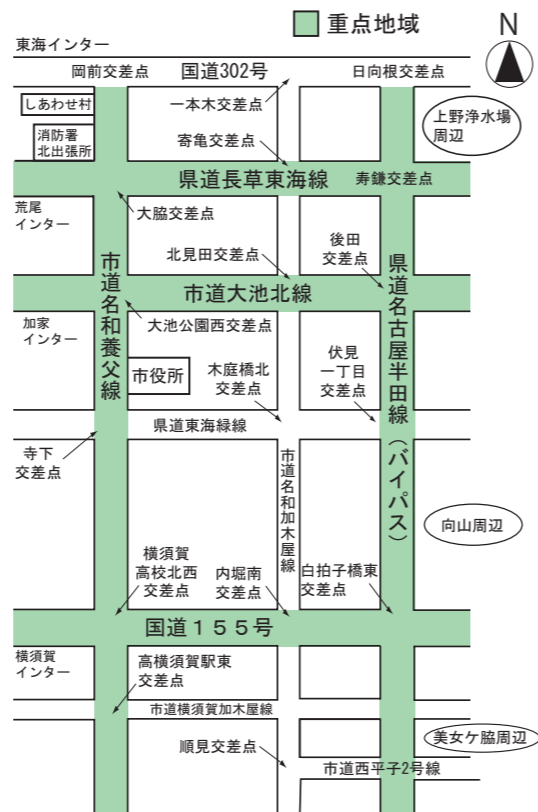 重点地域
N
東海インター
岡前交差点
国道302号
日向根交差点
しあわせ村
一本木交差点
上野浄水場
周辺
消防署
北出張所
寄亀交差点
県道長草東海線
寿鎌交差点
荒尾
インター
大脇交差点
後田
交差点
北見田交差点
市道大池北線
市道名和養父線
県道名古屋半田線（バイパス）
加家
インター
大池公園西交差点
市役所
木庭橋北
交差点
伏見
一丁目
交差点
県道東海緑線
寺下
交差点
市道名和加木屋線
向山周辺
横須賀
高校北西
交差点
内堀南
交差点
白拍子橋東
交差点
国道１５５号
横須賀
インター
高横須賀駅東
交差点
市道横須賀加木屋線
順見交差点
美女ケ脇周辺
市道西平子2号線